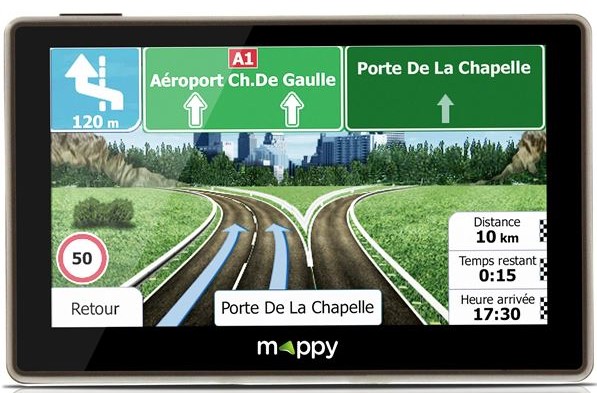 A1
Aéroport Ch.De Gaulle
Porte De La Chapelle
120 m
50
Distance
10 km
Temps restant
0:15
Heure arrivée
17:30
Retour
Porte De La Chapelle
mappy